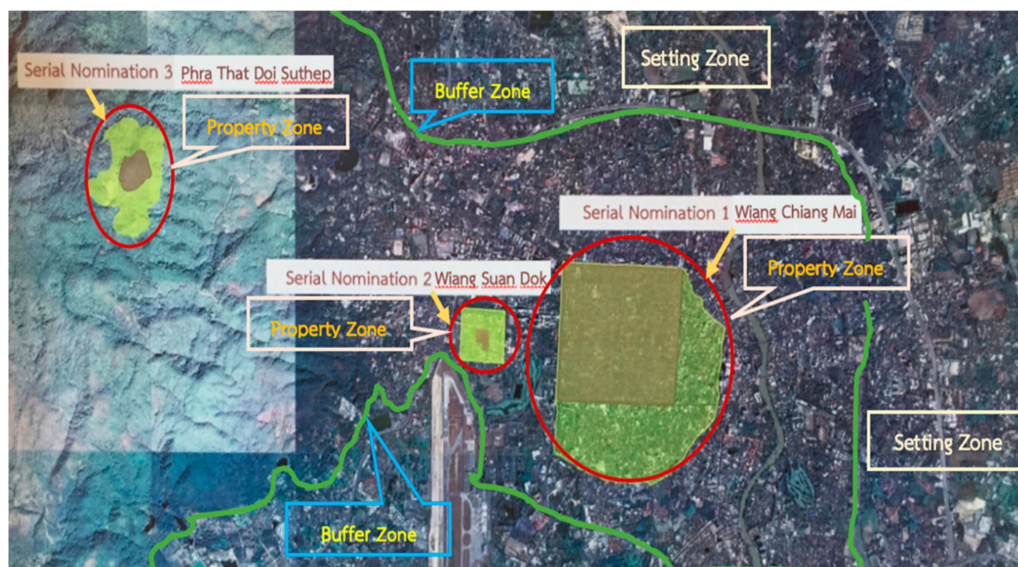 Setting Zone
Serial Nomination 3 Phra That Doi Suthep
Buffer Zone
Property Zone
Serial Nomination 1 Wiang Chiang Mai
Property Zone
Serial Nomination 2 Wiang Suan Dok
Property Zone
Setting Zone
Buffer Zone